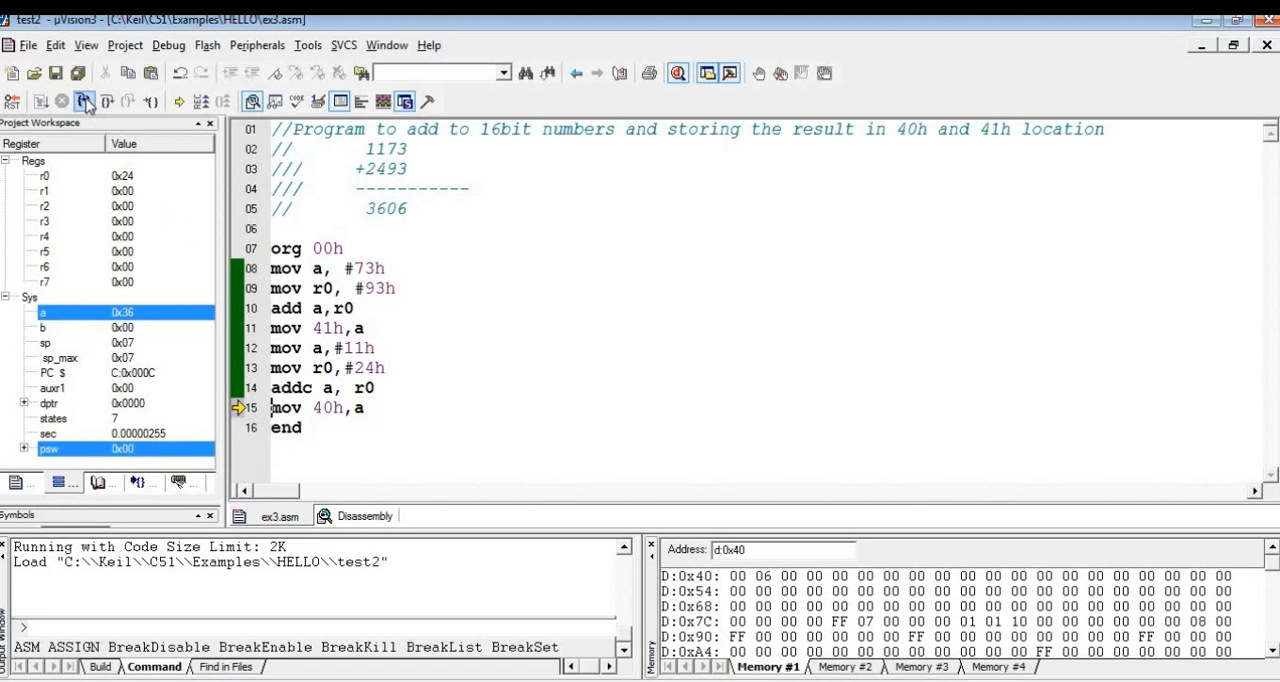 test2 - µVision3 - [C:\Keil\C51\Examples\HELLO\ex3.asm]
File Edit View Project Debug Flash Peripherals Tools SVCS Window Help
Project Workspace
Register Value
Regs
r0 0x24
r1 0x00
r2 0x00
r3 0x00
r4 0x00
r5 0x00
r6 0x00
r7 0x00
Sys
a 0x36
b 0x00
sp 0x07
sp_max 0x07
PC $ C:0x000C
auxr1 0x00
dptr 0x0000
states 7
sec 0.00000255
psw 0x00
Symbols
01 //Program to add to 16bit numbers and storing the result in 40h and 41h location
02 // 1173
03 /// +2493
04 /// -----------
05 // 3606
06
07 org 00h
08 mov a, #73h
09 mov r0, #93h
10 add a,r0
11 mov 41h,a
12 mov a,#11h
13 mov r0,#24h
14 addc a, r0
15 mov 40h,a
16 end
ex3.asm Disassembly
Running with Code Size Limit: 2K
Load "C:\\Keil\\C51\\Examples\\HELLO\\test2"
>
ASM ASSIGN BreakDisable BreakEnable BreakKill BreakList BreakSet
Build Command Find in Files
Output Window
Address: d:0x40
D:0x40: 00 06 00 00 00 00 00 00 00 00 00 00 00 00 00 00 00 00 00 00
D:0x54: 00 00 00 00 00 00 00 00 00 00 00 00 00 00 00 00 00 00 00 00
D:0x68: 00 00 00 00 00 00 00 00 00 00 00 00 00 00 00 00 00 00 00 00
D:0x7C: 00 00 00 00 FF 07 00 00 00 01 01 10 00 00 00 00 00 00 08 00
D:0x90: FF 00 00 00 00 00 00 FF 00 00 00 00 00 00 00 00 FF 00 00 00
D:0xA4: 00 00 00 00 00 00 00 00 00 00 00 00 FF 00 00 00 00 00 00 00
Memory
Memory #1 Memory #2 Memory #3 Memory #4